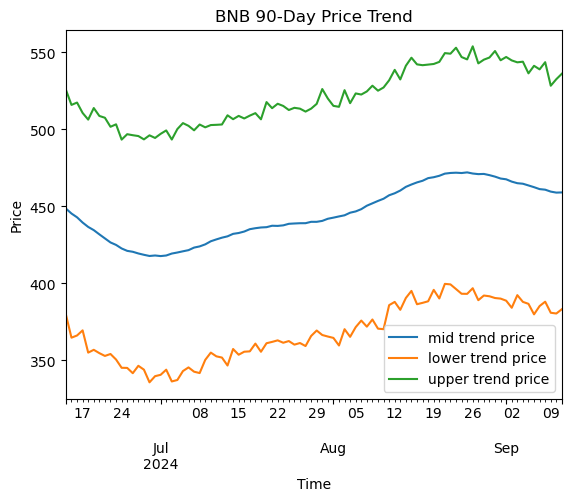 BNB 90-Day Price Trend
Price
550
500
450
400
350
mid trend price
lower trend price
upper trend price
17 24 08 15 22 29 05 12 19 26 02 09
Jul Aug Sep
2024
Time